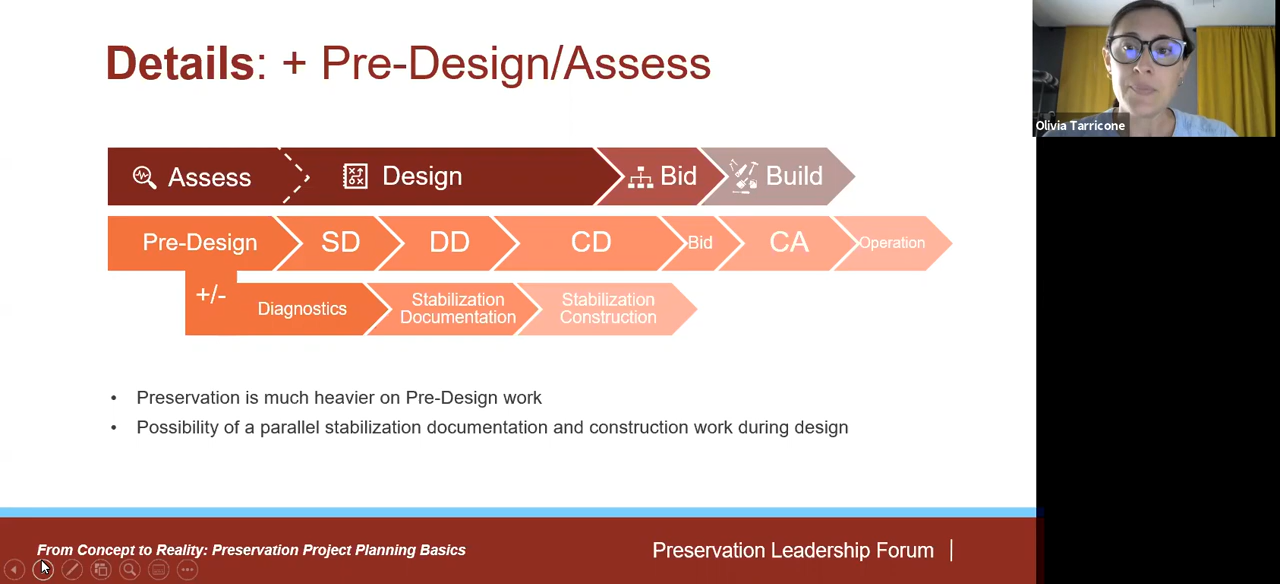 Details: + Pre-Design/Assess
Olivia Tarricone
Assess
Design
Bid
Build
Pre-Design
SD
DD
CD
Bid
CA
Operation
+/-
Diagnostics
Stabilization
Documentation
Stabilization
Construction
• Preservation is much heavier on Pre-Design work
• Possibility of a parallel stabilization documentation and construction work during design
From Concept to Reality: Preservation Project Planning Basics
Preservation Leadership Forum |